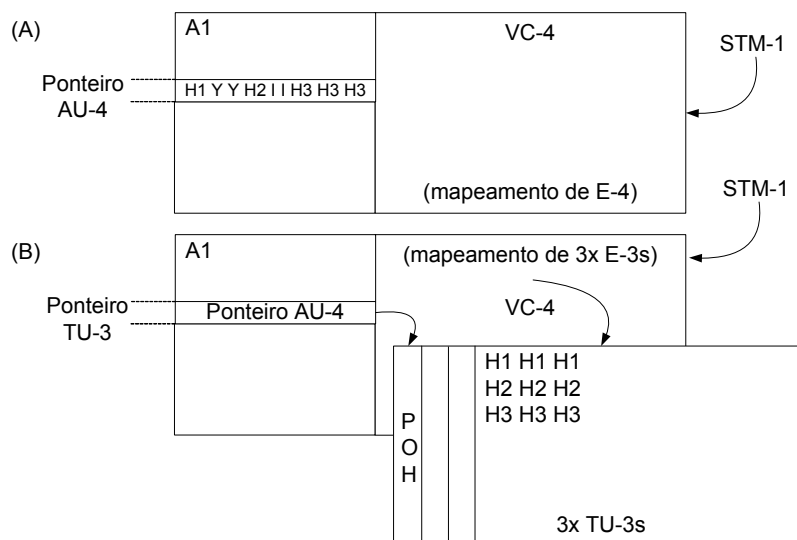 (A)
A1
VC-4
STM-1
Ponteiro
AU-4
H1 Y Y H2 I I H3 H3 H3
(mapeamento de E-4)
STM-1
(B)
A1
(mapeamento de 3x E-3s)
Ponteiro
TU-3
Ponteiro AU-4
VC-4
H1 H1 H1
H2 H2 H2
H3 H3 H3
P
O
H
3x TU-3s